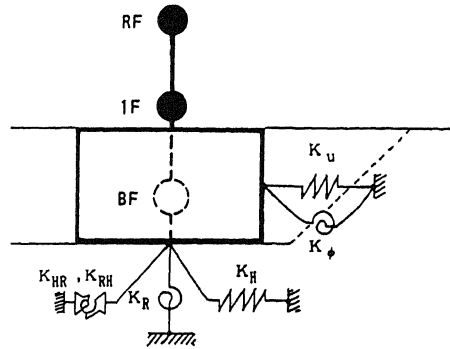 RF
1F
K_u
BF
K_φ
K_HR , K_RH
K_R
K_H